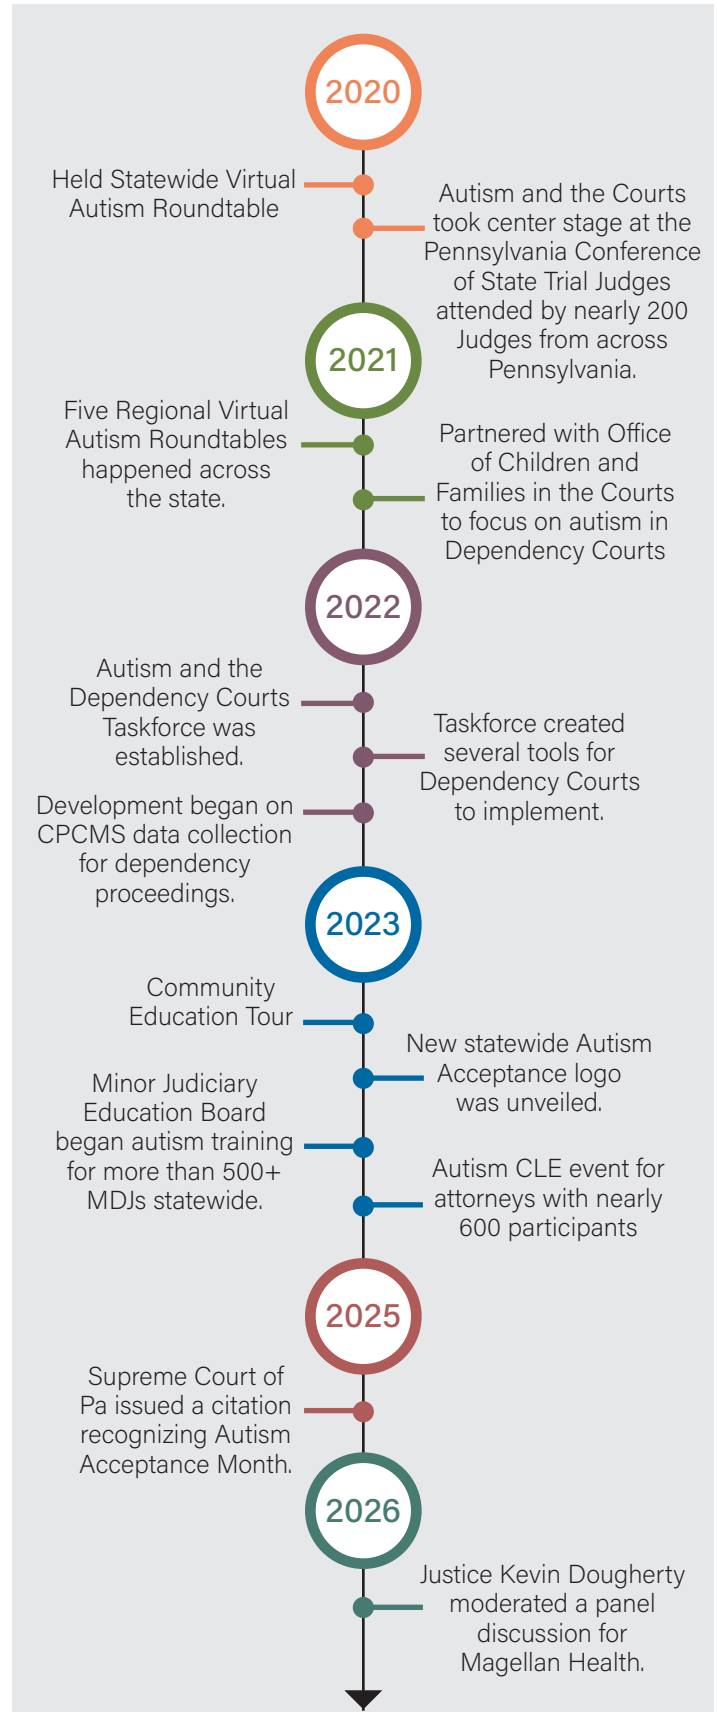 2020
Held Statewide Virtual
Autism Roundtable
Autism and the Courts
took center stage at the
Pennsylvania Conference
of State Trial Judges
attended by nearly 200
Judges from across
Pennsylvania.
2021
Five Regional Virtual
Autism Roundtables
happened across
the state.
Partnered with Office
of Children and
Families in the Courts
to focus on autism in
Dependency Courts
2022
Autism and the
Dependency Courts
Taskforce was
established.
Taskforce created
several tools for
Dependency Courts
to implement.
Development began on
CPCMS data collection
for dependency
proceedings.
2023
Community
Education Tour
New statewide Autism
Acceptance logo
was unveiled.
Minor Judiciary
Education Board
began autism training
for more than 500+
MDJs statewide.
Autism CLE event for
attorneys with nearly
600 participants
2025
Supreme Court of
Pa issued a citation
recognizing Autism
Acceptance Month.
2026
Justice Kevin Dougherty
moderated a panel
discussion for
Magellan Health.